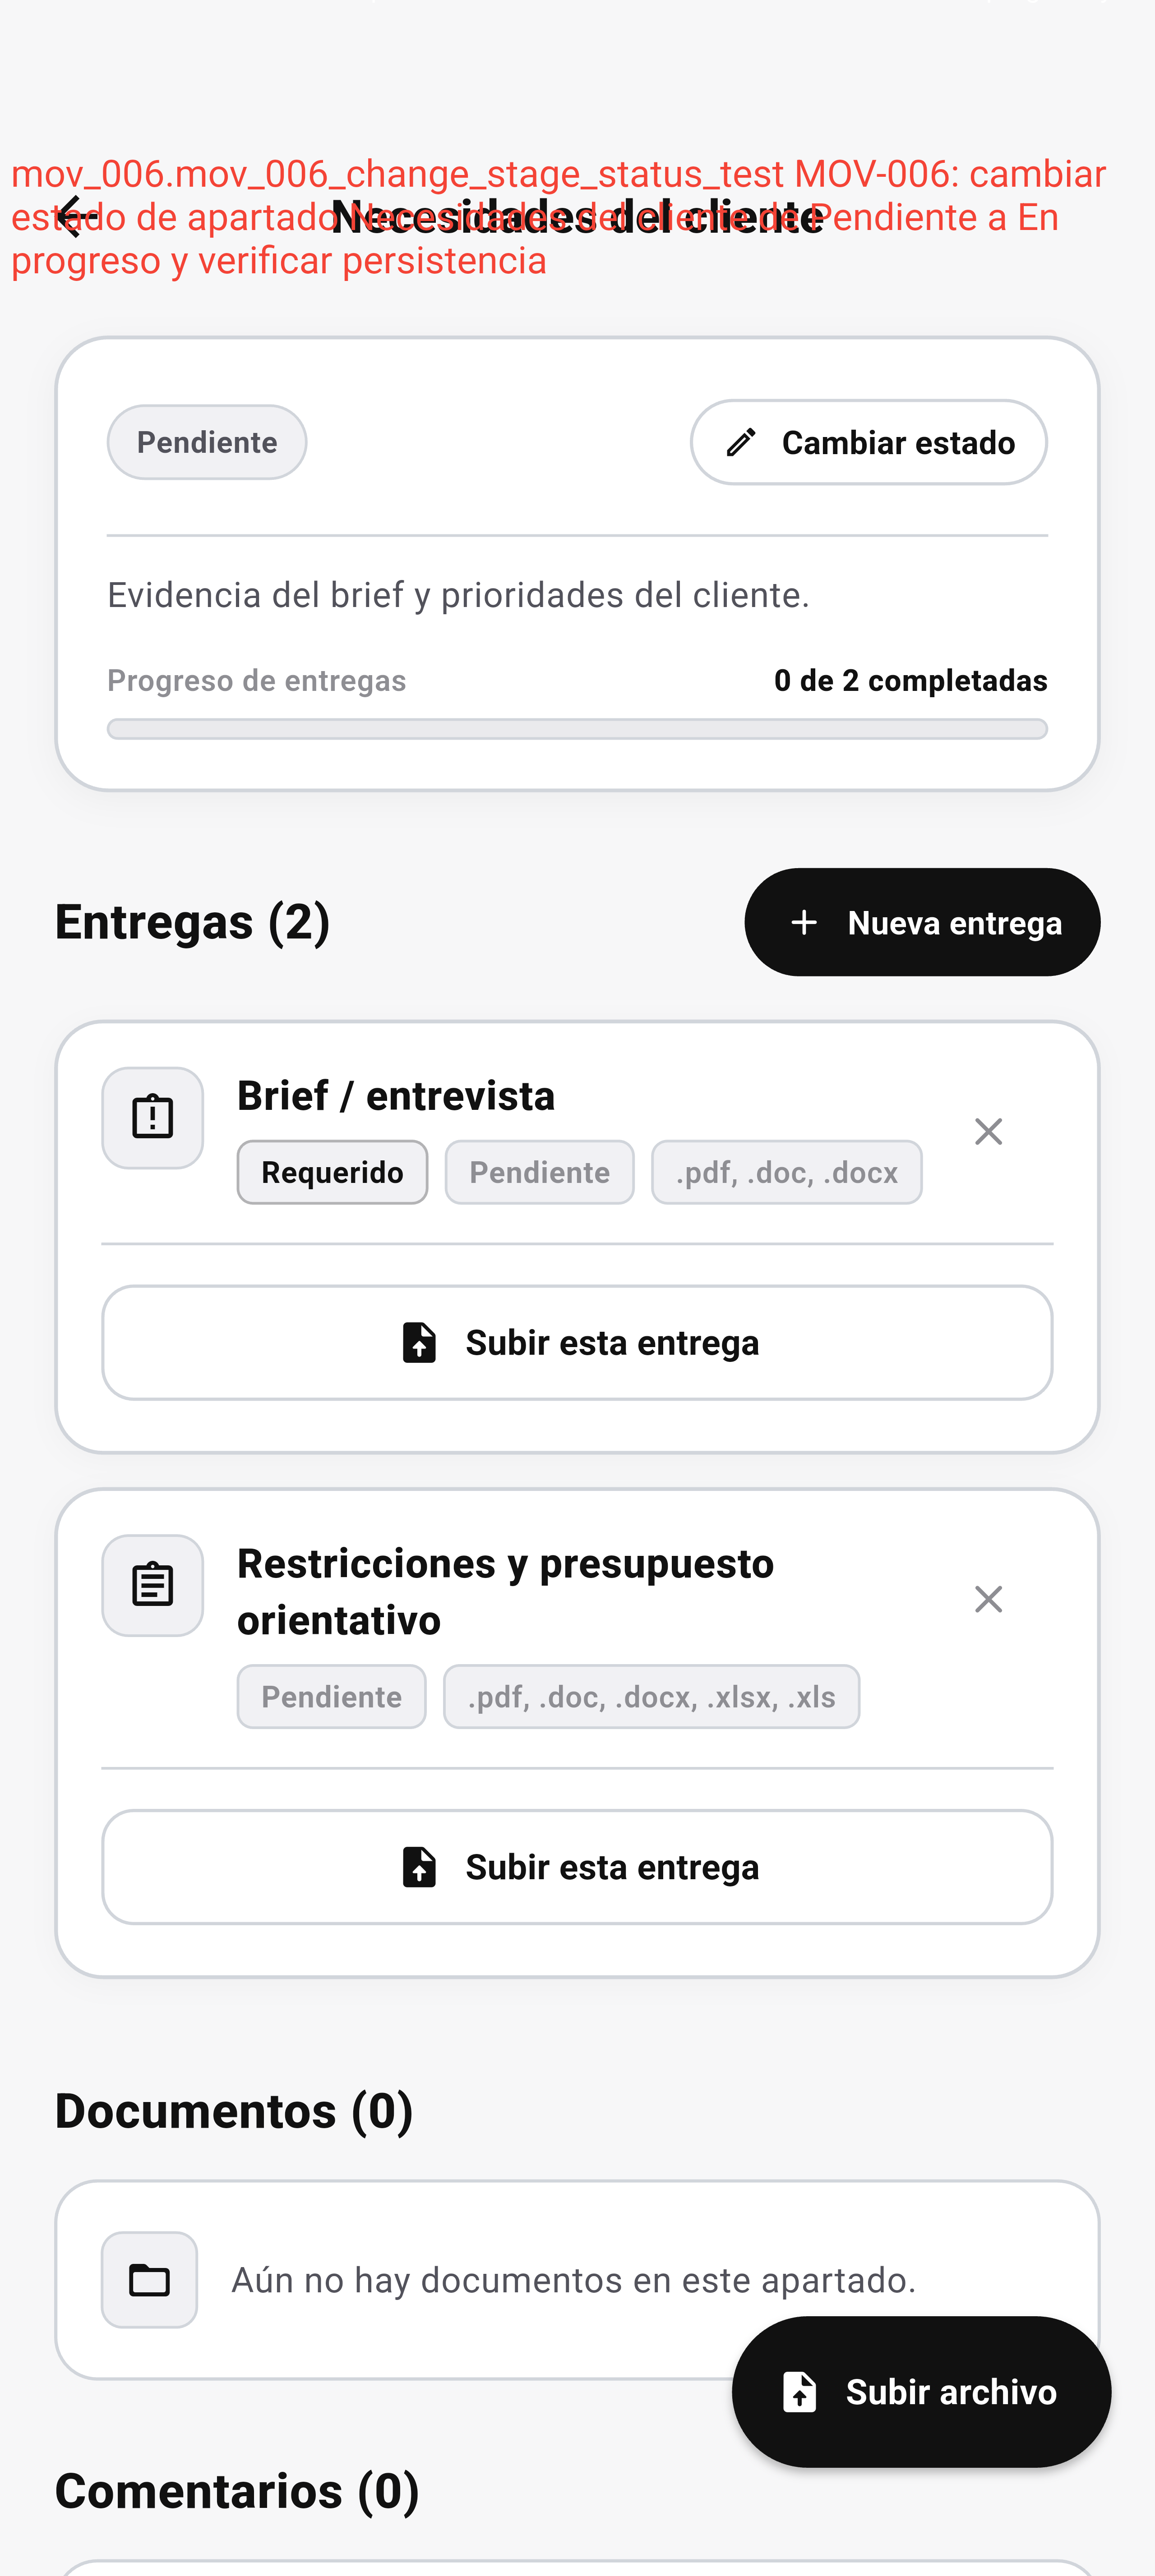 mov_006.mov_006_change_stage_status_test MOV-006: cambiar
estado de apartado Necesidades del cliente de Pendiente a En
progreso y verificar persistencia
Necesidades del cliente
Pendiente
Cambiar estado
Evidencia del brief y prioridades del cliente.
Progreso de entregas
0 de 2 completadas
Entregas (2)
Nueva entrega
Brief / entrevista
Requerido
Pendiente
.pdf, .doc, .docx
Subir esta entrega
Restricciones y presupuesto
orientativo
Pendiente
.pdf, .doc, .docx, .xlsx, .xls
Subir esta entrega
Documentos (0)
Aún no hay documentos en este apartado.
Subir archivo
Comentarios (0)